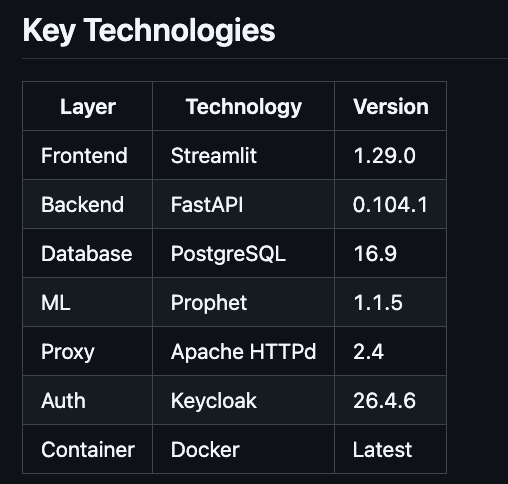 Key Technologies
Layer Technology Version
Frontend Streamlit 1.29.0
Backend FastAPI 0.104.1
Database PostgreSQL 16.9
ML Prophet 1.1.5
Proxy Apache HTTPd 2.4
Auth Keycloak 26.4.6
Container Docker Latest